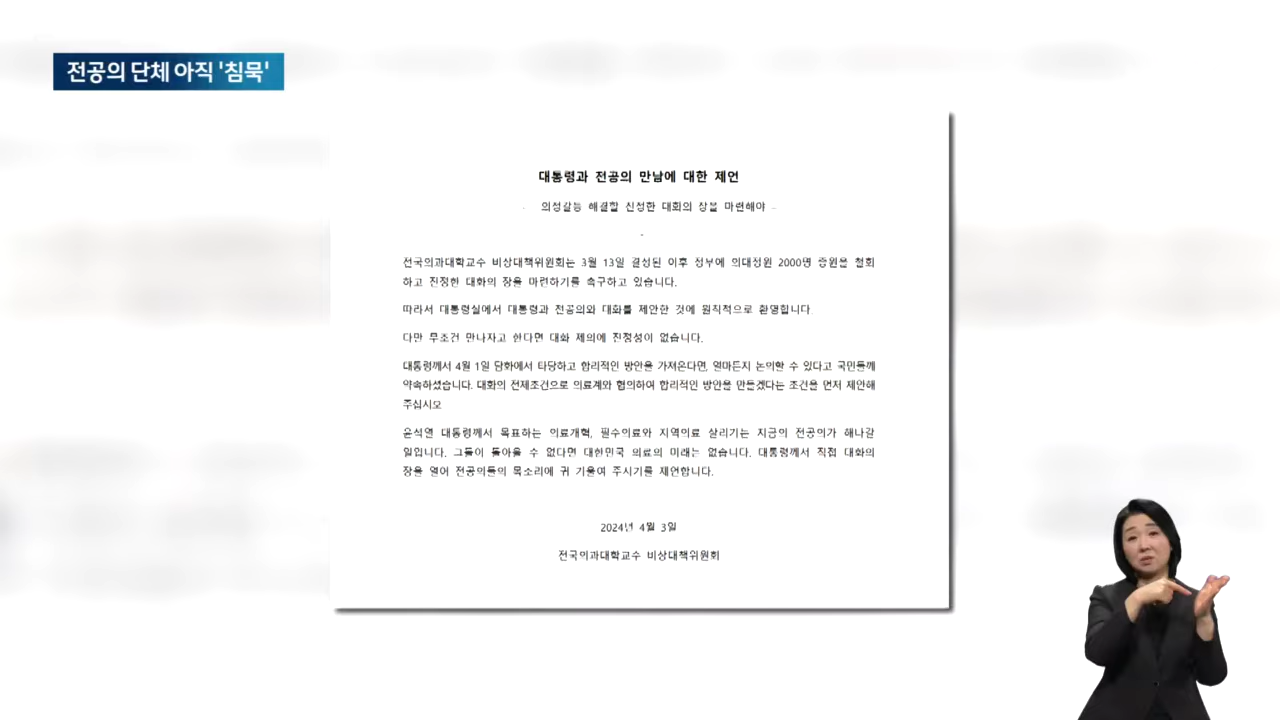 전공의 단체 아직 '침묵'
대통령과 전공의 만남에 대한 제언
- 의정갈등 해결할 진정한 대화의 장을 마련해야 -
-
전국의과대학교수 비상대책위원회는 3월 13일 결성된 이후 정부에 의대정원 2000명 증원을 철회
하고 진정한 대화의 장을 마련하기를 촉구하고 있습니다.
따라서 대통령실에서 대통령과 전공의와 대화를 제안한 것에 원칙적으로 환영합니다.
다만 무조건 만나자고 한다면 대화 제의에 진정성이 없습니다.
대통령께서 4월 1일 담화에서 타당하고 합리적인 방안을 가져온다면, 얼마든지 논의할 수 있다고 국민들께
약속하셨습니다. 대화의 전제조건으로 의료계와 협의하여 합리적인 방안을 만들겠다는 조건을 먼저 제안해
주십시오
윤석열 대통령께서 목표하는 의료개혁, 필수의료와 지역의료 살리기는 지금의 전공의가 해나갈
일입니다. 그들이 돌아올 수 없다면 대한민국 의료의 미래는 없습니다. 대통령께서 직접 대화의
장을 열어 전공의들의 목소리에 귀 기울여 주시기를 제언합니다.
2024년 4월 3일
전국의과대학교수 비상대책위원회